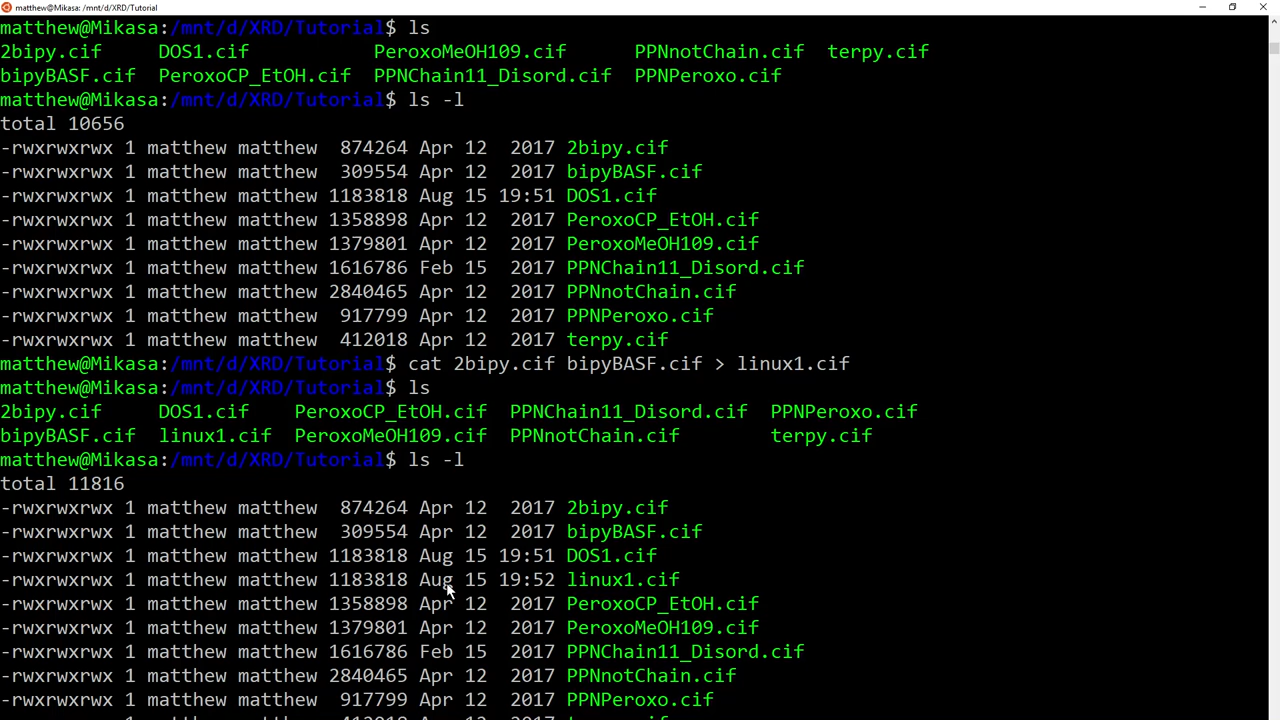 matthew@Mikasa: /mnt/d/XRD/Tutorial
matthew@Mikasa:/mnt/d/XRD/Tutorial$ ls
2bipy.cif DOS1.cif PeroxoMeOH109.cif PPNnotChain.cif terpy.cif
bipyBASF.cif PeroxoCP_EtOH.cif PPNChain11_Disord.cif PPNPeroxo.cif
matthew@Mikasa:/mnt/d/XRD/Tutorial$ ls -l
total 10656
-rwxrwxrwx 1 matthew matthew 874264 Apr 12 2017 2bipy.cif
-rwxrwxrwx 1 matthew matthew 309554 Apr 12 2017 bipyBASF.cif
-rwxrwxrwx 1 matthew matthew 1183818 Aug 15 19:51 DOS1.cif
-rwxrwxrwx 1 matthew matthew 1358898 Apr 12 2017 PeroxoCP_EtOH.cif
-rwxrwxrwx 1 matthew matthew 1379801 Apr 12 2017 PeroxoMeOH109.cif
-rwxrwxrwx 1 matthew matthew 1616786 Feb 15 2017 PPNChain11_Disord.cif
-rwxrwxrwx 1 matthew matthew 2840465 Apr 12 2017 PPNnotChain.cif
-rwxrwxrwx 1 matthew matthew 917799 Apr 12 2017 PPNPeroxo.cif
-rwxrwxrwx 1 matthew matthew 412018 Apr 12 2017 terpy.cif
matthew@Mikasa:/mnt/d/XRD/Tutorial$ cat 2bipy.cif bipyBASF.cif > linux1.cif
matthew@Mikasa:/mnt/d/XRD/Tutorial$ ls
2bipy.cif DOS1.cif PeroxoCP_EtOH.cif PPNChain11_Disord.cif PPNPeroxo.cif
bipyBASF.cif linux1.cif PeroxoMeOH109.cif PPNnotChain.cif terpy.cif
matthew@Mikasa:/mnt/d/XRD/Tutorial$ ls -l
total 11816
-rwxrwxrwx 1 matthew matthew 874264 Apr 12 2017 2bipy.cif
-rwxrwxrwx 1 matthew matthew 309554 Apr 12 2017 bipyBASF.cif
-rwxrwxrwx 1 matthew matthew 1183818 Aug 15 19:51 DOS1.cif
-rwxrwxrwx 1 matthew matthew 1183818 Aug 15 19:52 linux1.cif
-rwxrwxrwx 1 matthew matthew 1358898 Apr 12 2017 PeroxoCP_EtOH.cif
-rwxrwxrwx 1 matthew matthew 1379801 Apr 12 2017 PeroxoMeOH109.cif
-rwxrwxrwx 1 matthew matthew 1616786 Feb 15 2017 PPNChain11_Disord.cif
-rwxrwxrwx 1 matthew matthew 2840465 Apr 12 2017 PPNnotChain.cif
-rwxrwxrwx 1 matthew matthew 917799 Apr 12 2017 PPNPeroxo.cif